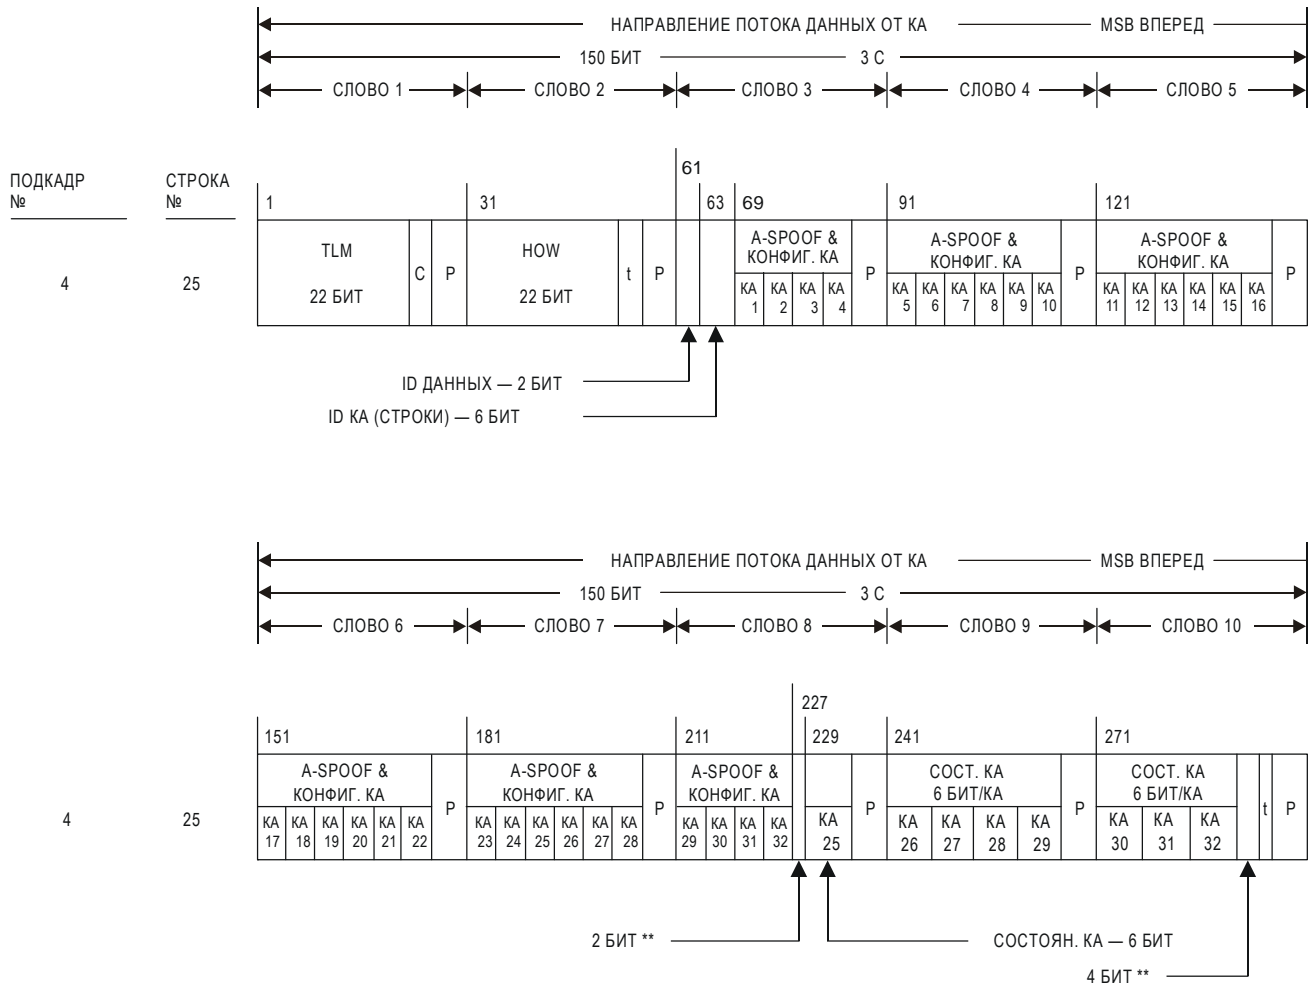 НАПРАВЛЕНИЕ ПОТОКА ДАННЫХ ОТ КА MSB ВПЕРЕД
150 БИТ 3 С
СЛОВО 1 СЛОВО 2 СЛОВО 3 СЛОВО 4 СЛОВО 5
ПОДКАДР №
СТРОКА №
61
1 31 63 69 91 121
4 25
TLM 22 БИТ C P
HOW 22 БИТ t P
A-SPOOF & КОНФИГ. КА P
КА 1 КА 2 КА 3 КА 4
A-SPOOF & КОНФИГ. КА P
КА 5 КА 6 КА 7 КА 8 КА 9 КА 10
A-SPOOF & КОНФИГ. КА P
КА 11 КА 12 КА 13 КА 14 КА 15 КА 16
ID ДАННЫХ — 2 БИТ
ID КА (СТРОКИ) — 6 БИТ
НАПРАВЛЕНИЕ ПОТОКА ДАННЫХ ОТ КА MSB ВПЕРЕД
150 БИТ 3 С
СЛОВО 6 СЛОВО 7 СЛОВО 8 СЛОВО 9 СЛОВО 10
227
151 181 211 229 241 271
4 25
A-SPOOF & КОНФИГ. КА P
КА 17 КА 18 КА 19 КА 20 КА 21 КА 22
A-SPOOF & КОНФИГ. КА P
КА 23 КА 24 КА 25 КА 26 КА 27 КА 28
A-SPOOF & КОНФИГ. КА
КА 29 КА 30 КА 31 КА 32
КА 25 P
СОСТ. КА 6 БИТ/КА P
КА 26 КА 27 КА 28 КА 29
СОСТ. КА 6 БИТ/КА t P
КА 30 КА 31 КА 32
2 БИТ **
СОСТОЯН. КА — 6 БИТ
4 БИТ **